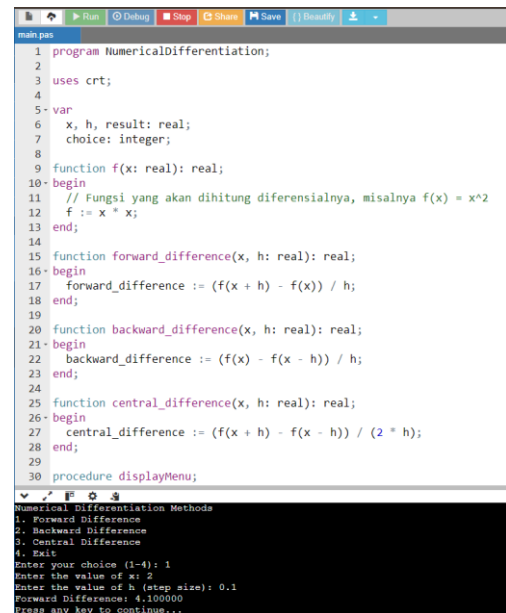 Run Debug Stop Share Save { } Beautify
main.pas
1 program NumericalDifferentiation;
2
3 uses crt;
4
5 var
6 x, h, result: real;
7 choice: integer;
8
9 function f(x: real): real;
10 begin
11 // Fungsi yang akan dihitung diferensialnya, misalnya f(x) = x^2
12 f := x * x;
13 end;
14
15 function forward_difference(x, h: real): real;
16 begin
17 forward_difference := (f(x + h) - f(x)) / h;
18 end;
19
20 function backward_difference(x, h: real): real;
21 begin
22 backward_difference := (f(x) - f(x - h)) / h;
23 end;
24
25 function central_difference(x, h: real): real;
26 begin
27 central_difference := (f(x + h) - f(x - h)) / (2 * h);
28 end;
29
30 procedure displayMenu;
Numerical Differentiation Methods
1. Forward Difference
2. Backward Difference
3. Central Difference
4. Exit
Enter your choice (1-4): 1
Enter the value of x: 2
Enter the value of h (step size): 0.1
Forward Difference: 4.100000
Press any key to continue...